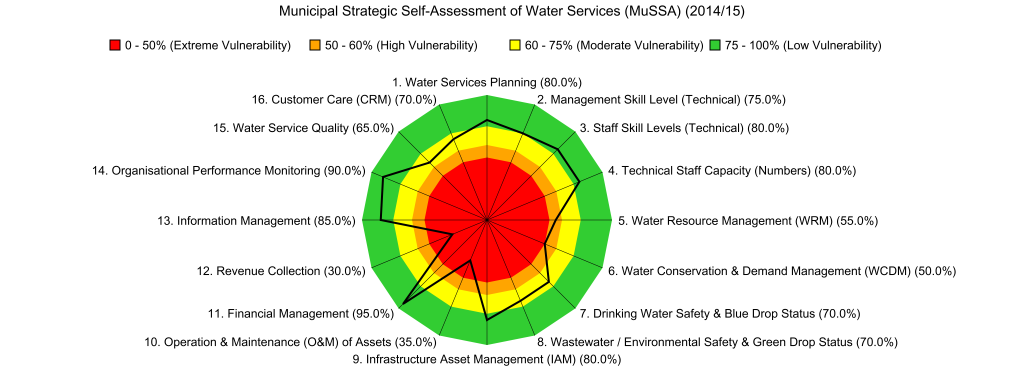 Municipal Strategic Self-Assessment of Water Services (MuSSA) (2014/15)
0 - 50% (Extreme Vulnerability)
50 - 60% (High Vulnerability)
60 - 75% (Moderate Vulnerability)
75 - 100% (Low Vulnerability)
1. Water Services Planning (80.0%)
2. Management Skill Level (Technical) (75.0%)
3. Staff Skill Levels (Technical) (80.0%)
4. Technical Staff Capacity (Numbers) (80.0%)
5. Water Resource Management (WRM) (55.0%)
6. Water Conservation & Demand Management (WCDM) (50.0%)
7. Drinking Water Safety & Blue Drop Status (70.0%)
8. Wastewater / Environmental Safety & Green Drop Status (70.0%)
9. Infrastructure Asset Management (IAM) (80.0%)
10. Operation & Maintenance (O&M) of Assets (35.0%)
11. Financial Management (95.0%)
12. Revenue Collection (30.0%)
13. Information Management (85.0%)
14. Organisational Performance Monitoring (90.0%)
15. Water Service Quality (65.0%)
16. Customer Care (CRM) (70.0%)